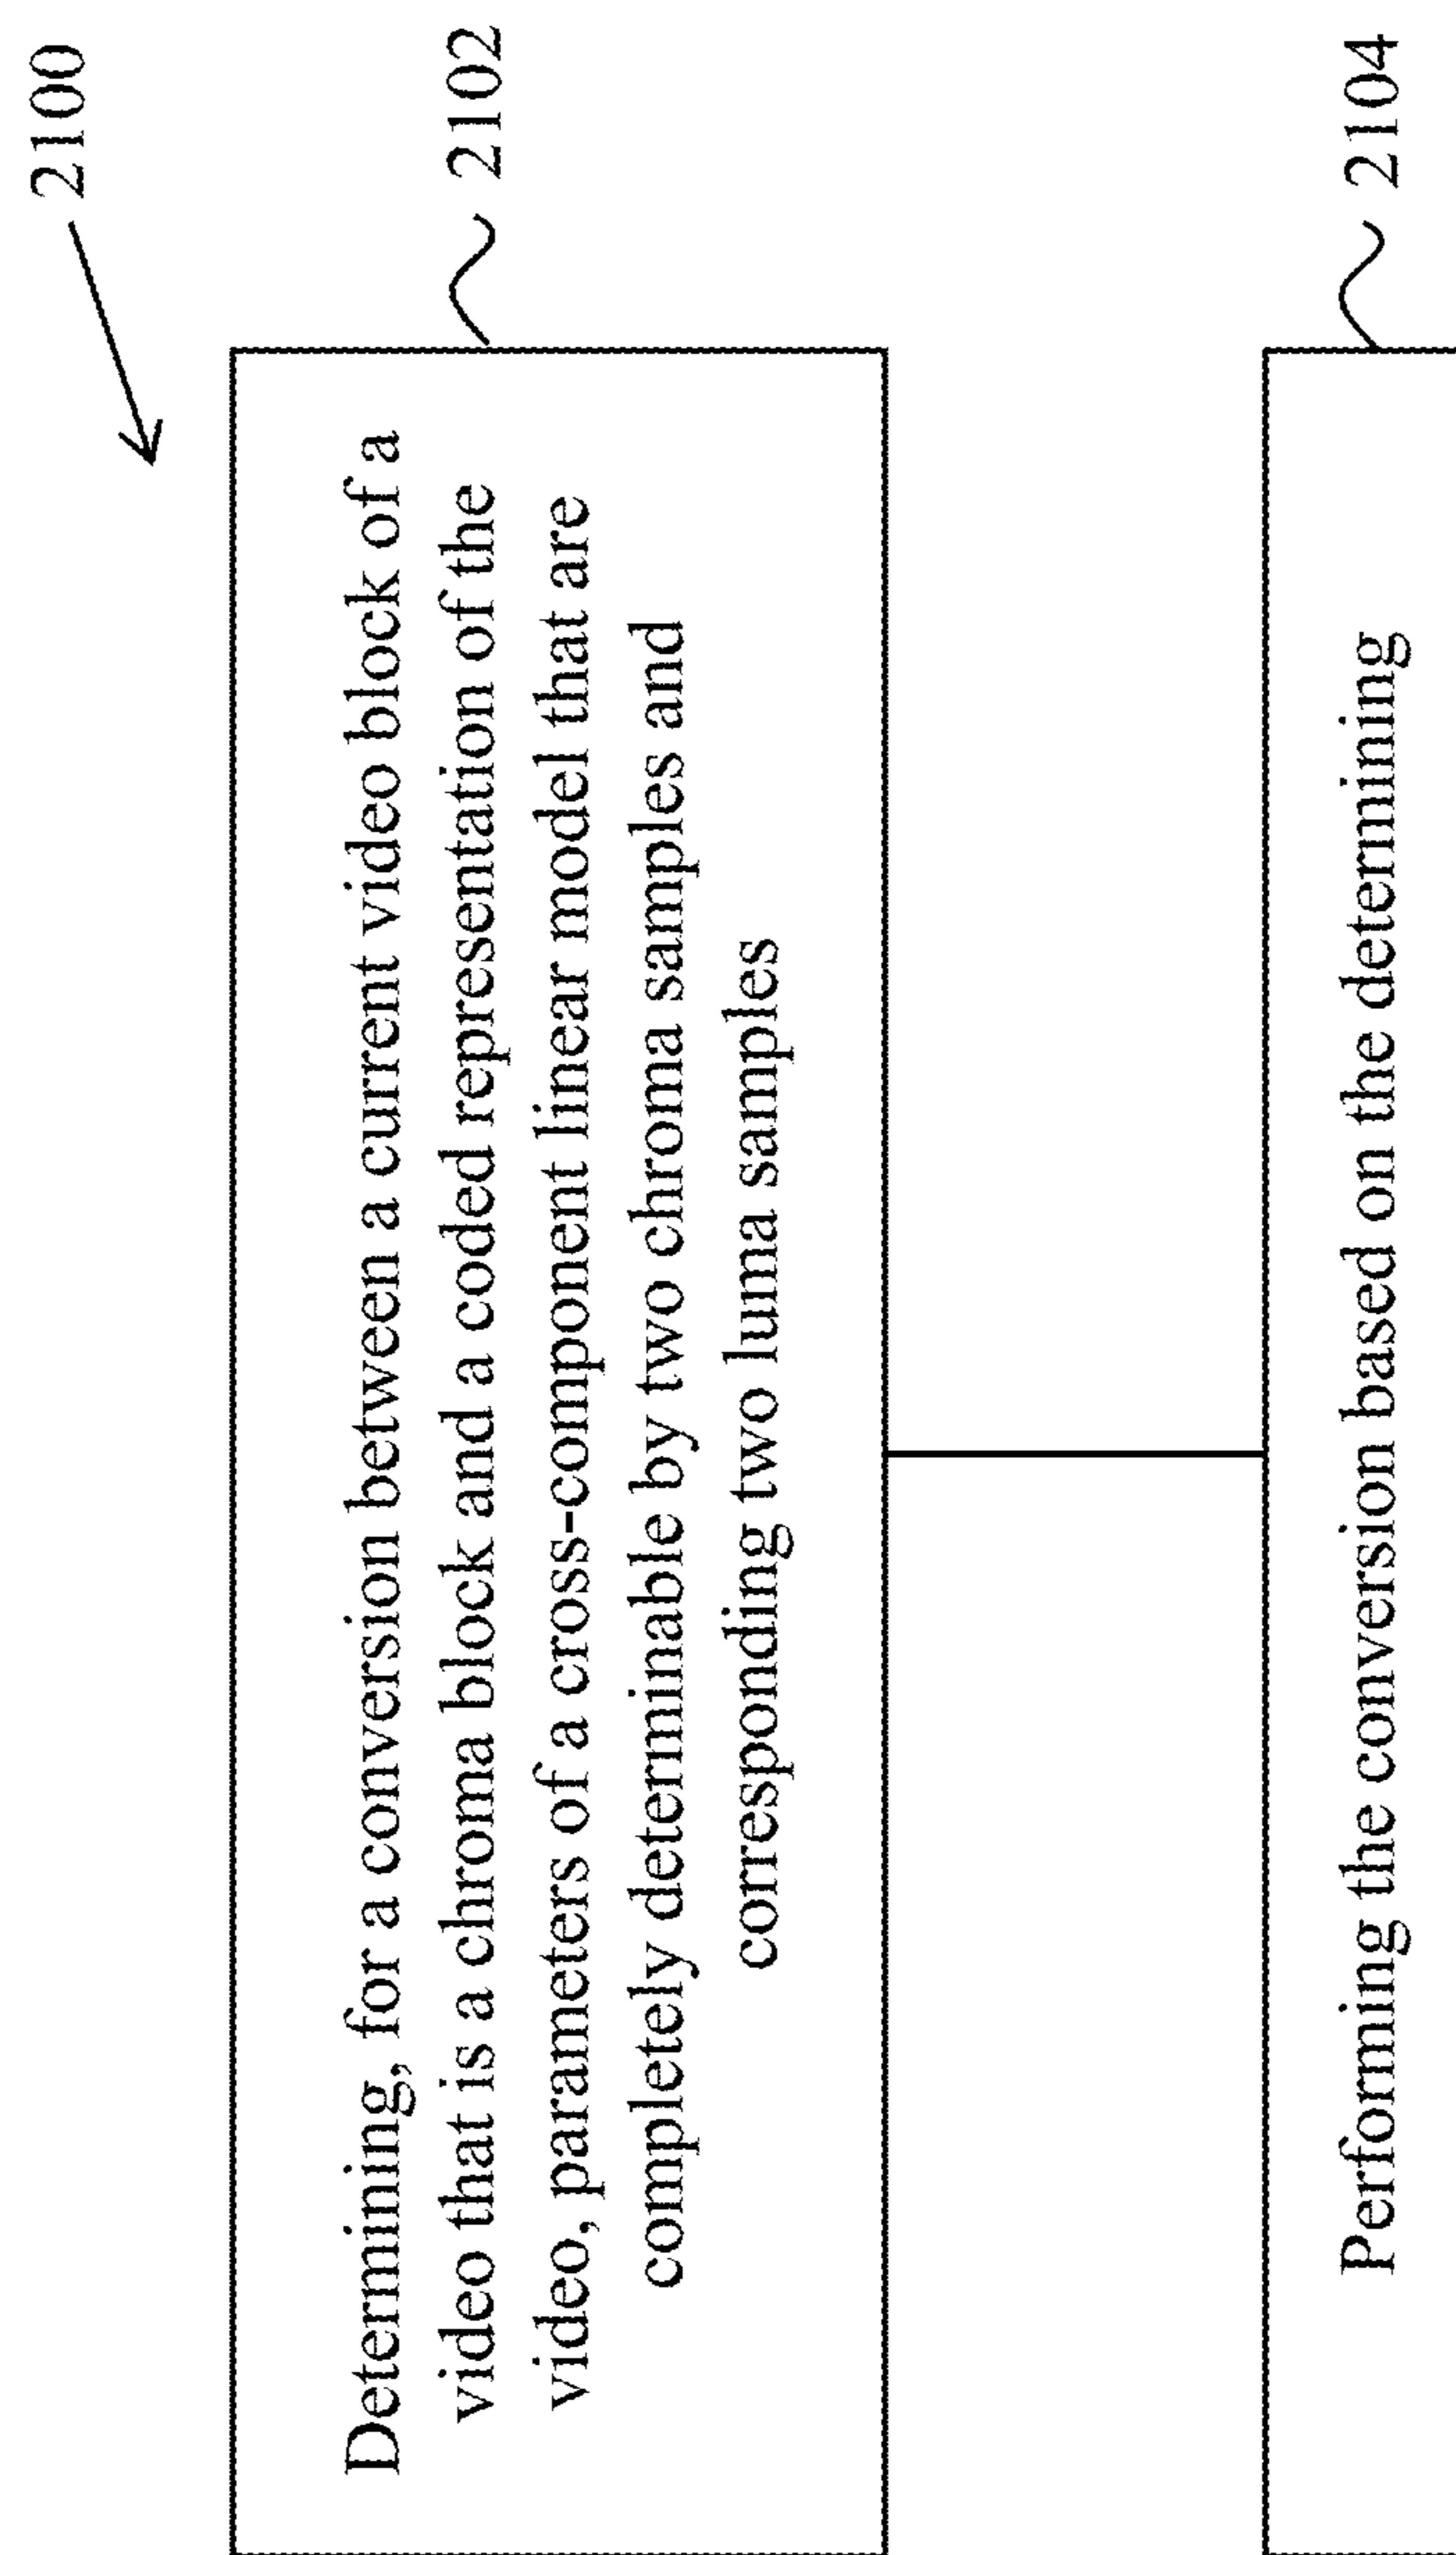 2100
2102
Determining, for a conversion between a current video block of a
video that is a chroma block and a coded representation of the
video, parameters of a cross-component linear model that are
completely determinable by two chroma samples and
corresponding two luma samples
2104
Performing the conversion based on the determining